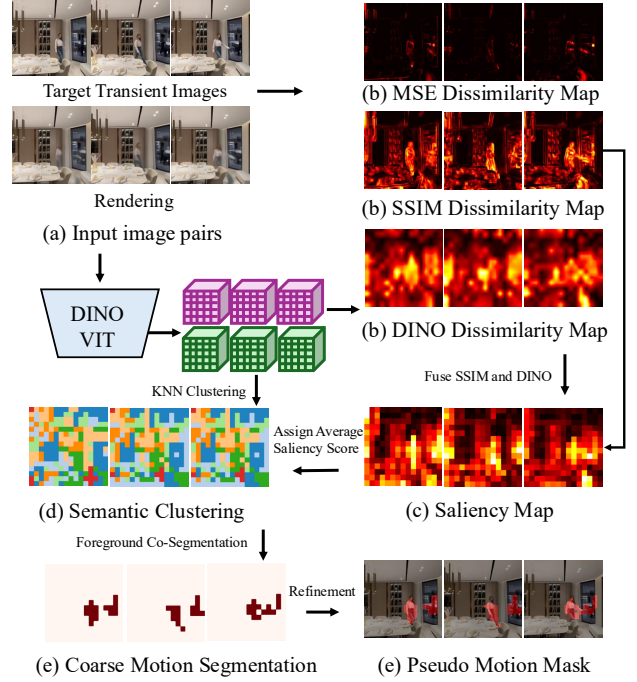 Target Transient Images
(b) MSE Dissimilarity Map
Rendering
(b) SSIM Dissimilarity Map
(a) Input image pairs
DINO
VIT
(b) DINO Dissimilarity Map
KNN Clustering
Fuse SSIM and DINO
Assign Average
Saliency Score
(d) Semantic Clustering
(c) Saliency Map
Foreground Co-Segmentation
Refinement
(e) Coarse Motion Segmentation
(e) Pseudo Motion Mask